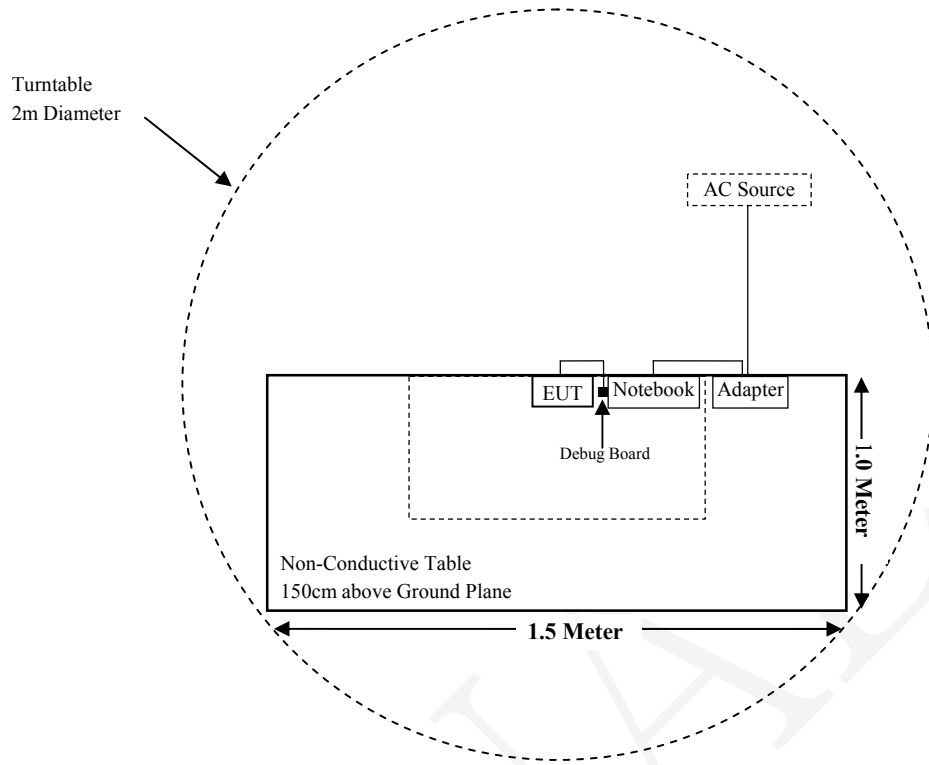 Turntable
2m Diameter
AC Source
EUT
Notebook
Adapter
Debug Board
1.0 Meter
Non-Conductive Table
150cm above Ground Plane
1.5 Meter